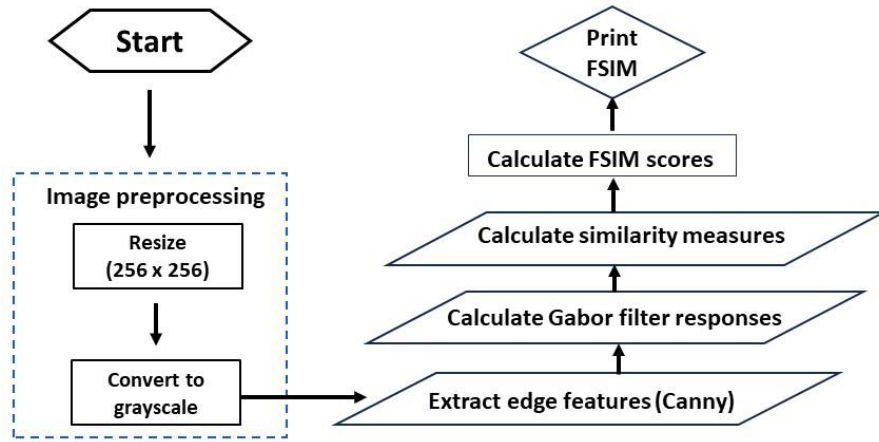 Start
Image preprocessing
Resize
(256 x 256)
Convert to
grayscale
Extract edge features (Canny)
Calculate Gabor filter responses
Calculate similarity measures
Calculate FSIM scores
Print
FSIM